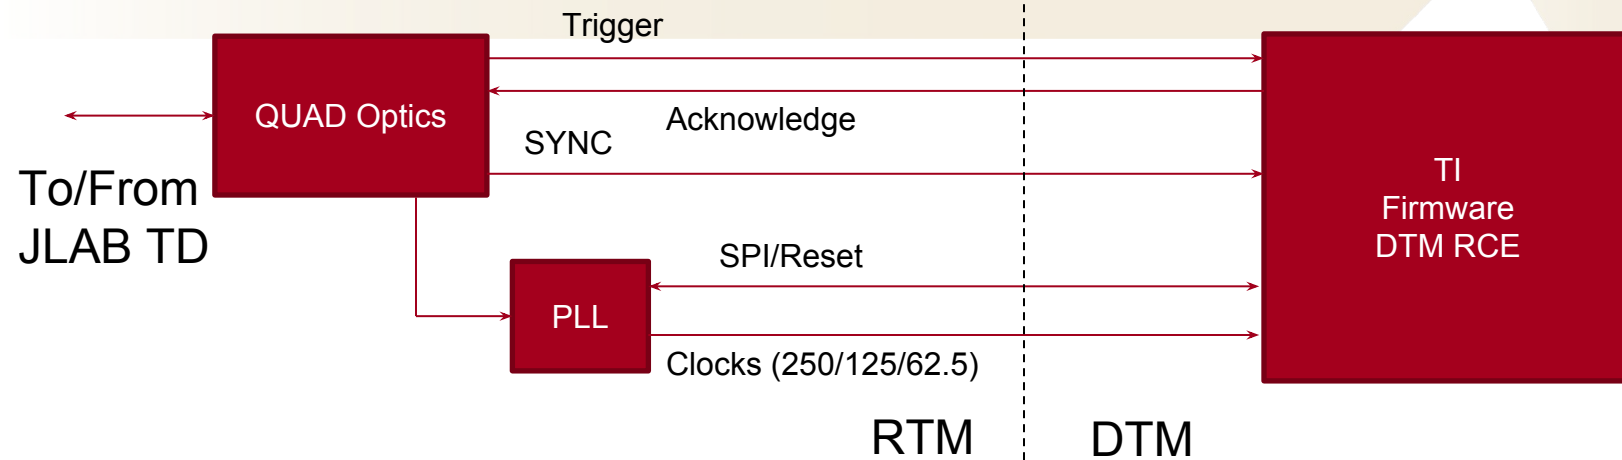 Trigger
QUAD Optics
Acknowledge
SYNC
To/From
JLAB TD
TI
Firmware
DTM RCE
SPI/Reset
PLL
Clocks (250/125/62.5)
RTM
DTM